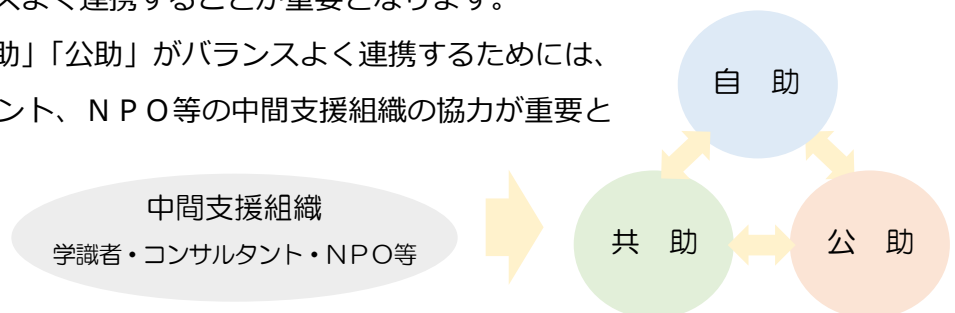 スよく連携することが重要となります。
助」「公助」がバランスよく連携するためには、
ント、ＮＰＯ等の中間支援組織の協力が重要と
自　助
中間支援組織
学識者・コンサルタント・ＮＰＯ等
共　助
公　助